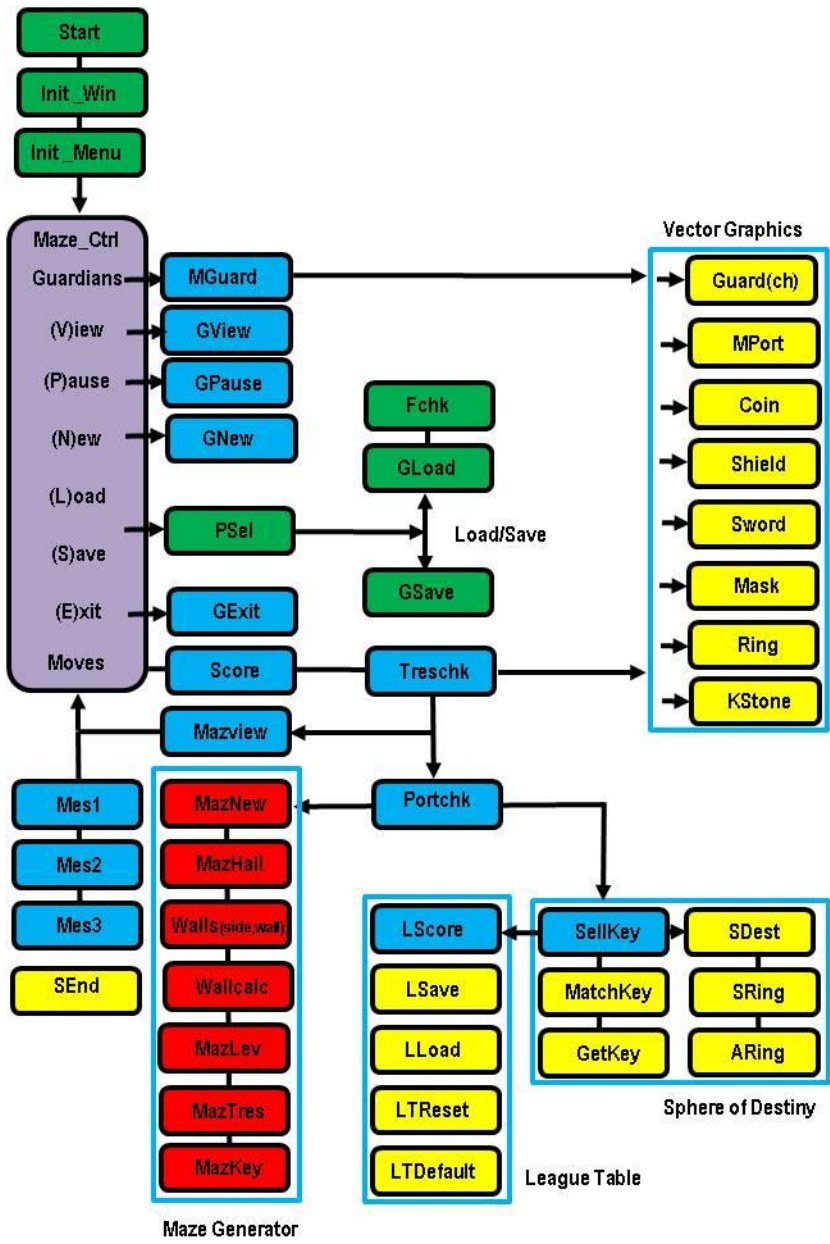 Start
Init_Win
Init_Menu
Maze_Ctrl
Guardians
(V)iew
(P)ause
(N)ew
(L)oad
(S)ave
(E)xit
Moves
MGuard
GView
GPause
GNew
PSel
GExit
Score
Mazview
Fchk
GLoad
Load/Save
GSave
Treschk
Portchk
Vector Graphics
Guard(ch)
MPort
Coin
Shield
Sword
Mask
Ring
KStone
Mes1
Mes2
Mes3
SEnd
MazNew
MazHall
Walls(side,wall)
Wallcalc
MazLev
MazTres
MazKey
Maze Generator
LScore
LSave
LLoad
LTReset
LTDefault
League Table
SellKey
MatchKey
GetKey
SDest
SRing
ARing
Sphere of Destiny